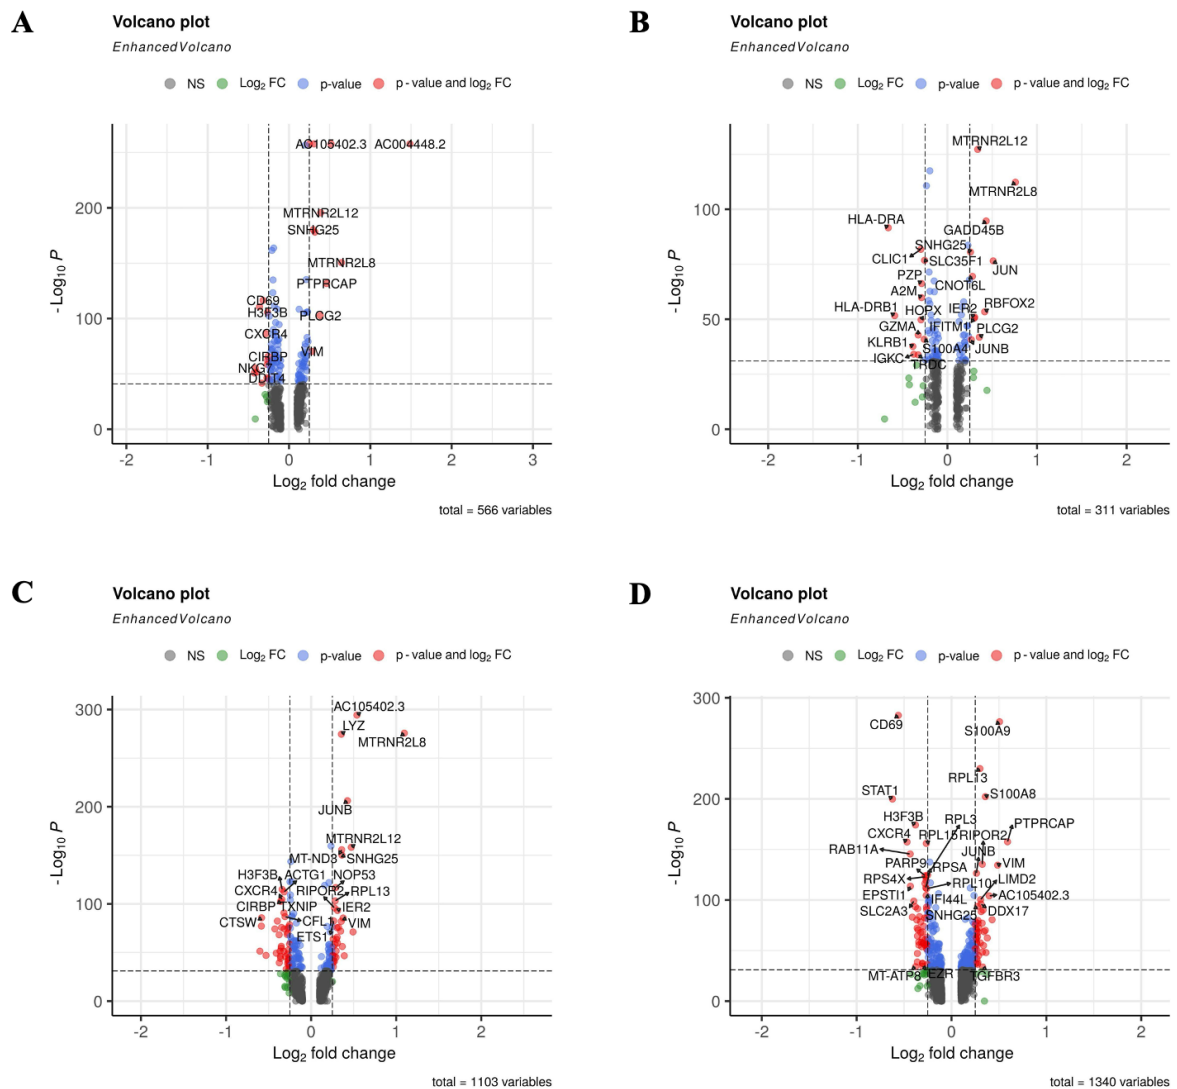 A
Volcano plot
EnhancedVolcano
NS Log2 FC p-value p - value and log2 FC
AC105402.3 AC004448.2
MTRNR2L12
SNHG25
MTRNR2L8
PTPRCAP
CD69
H3F3B
PLCG2
CXCR4
VIM
CIRBP
NKG7
DDIT4
200
100
0
-Log10 P
-2 -1 0 1 2 3
Log2 fold change
total = 566 variables
B
Volcano plot
EnhancedVolcano
NS Log2 FC p-value p - value and log2 FC
MTRNR2L12
MTRNR2L8
HLA-DRA
GADD45B
SNHG25
CLIC1
SLC35F1
JUN
PZP
CNOT6L
A2M
RBFOX2
HLA-DRB1
HOPX
IER2
GZMA
IFITM1
PLCG2
KLRB1
S100A4
JUNB
IGKC
TRDC
100
50
0
-Log10 P
-2 -1 0 1 2
Log2 fold change
total = 311 variables
C
Volcano plot
EnhancedVolcano
NS Log2 FC p-value p - value and log2 FC
AC105402.3
LYZ
MTRNR2L8
JUNB
MTRNR2L12
MT-ND3
SNHG25
H3F3B
ACTG1
NOP53
CXCR4
RIPOR2
RPL13
CIRBP
TXNIP
IER2
CTSW
CFL1
VIM
ETS1
300
200
100
0
-Log10 P
-2 -1 0 1 2
Log2 fold change
total = 1103 variables
D
Volcano plot
EnhancedVolcano
NS Log2 FC p-value p - value and log2 FC
CD69
S100A9
RPL13
STAT1
S100A8
H3F3B
RPL3
PTPRCAP
CXCR4
RPL15
RIPOR2
RAB11A
JUNB
PARP9
RPSA
VIM
RPS4X
RPL10
LIMD2
EPSTI1
IFI44L
AC105402.3
SLC2A3
SNHG25
DDX17
MT-ATP8
EZR
TGFBR3
300
200
100
0
-Log10 P
-2 -1 0 1 2
Log2 fold change
total = 1340 variables